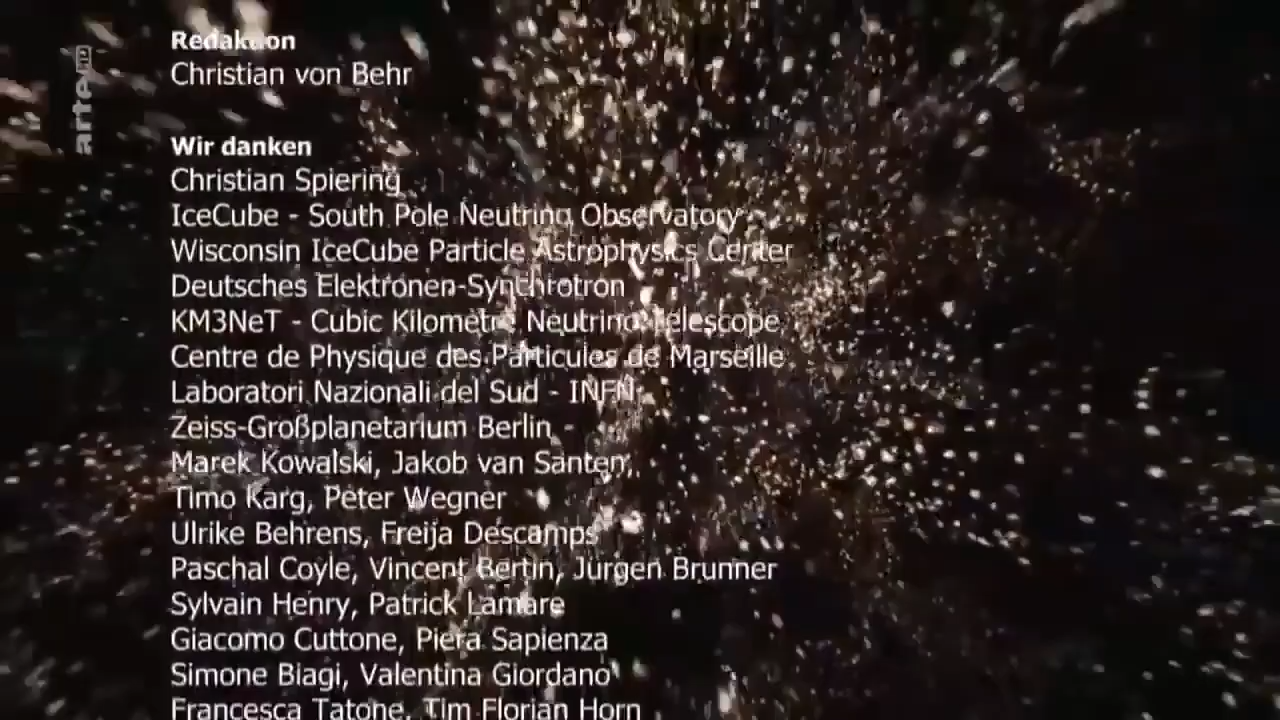 arte HD
Redaktion
Christian von Behr
Wir danken
Christian Spiering
IceCube - South Pole Neutrino Observatory
Wisconsin IceCube Particle Astrophysics Center
Deutsches Elektronen-Synchrotron
KM3NeT - Cubic Kilometre Neutrino Telescope
Centre de Physique des Particules de Marseille
Laboratori Nazionali del Sud - INFN
Zeiss-Großplanetarium Berlin
Marek Kowalski, Jakob van Santen,
Timo Karg, Peter Wegner
Ulrike Behrens, Freija Descamps
Paschal Coyle, Vincent Bertin, Jürgen Brunner
Sylvain Henry, Patrick Lamare
Giacomo Cuttone, Piera Sapienza
Simone Biagi, Valentina Giordano
Francesca Tatone, Tim Florian Horn